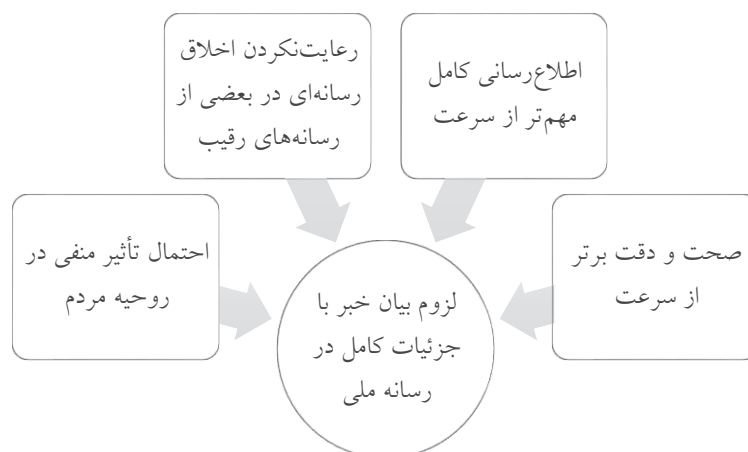 اطلاع‌رسانی کامل
مهم‌تر از سرعت
رعایت‌نکردن اخلاق
رسانه‌ای در بعضی از
رسانه‌های رقیب
صحت و دقت برتر
از سرعت
احتمال تأثیر منفی در
روحیه مردم
لزوم بیان خبر با
جزئیات کامل در
رسانه ملی